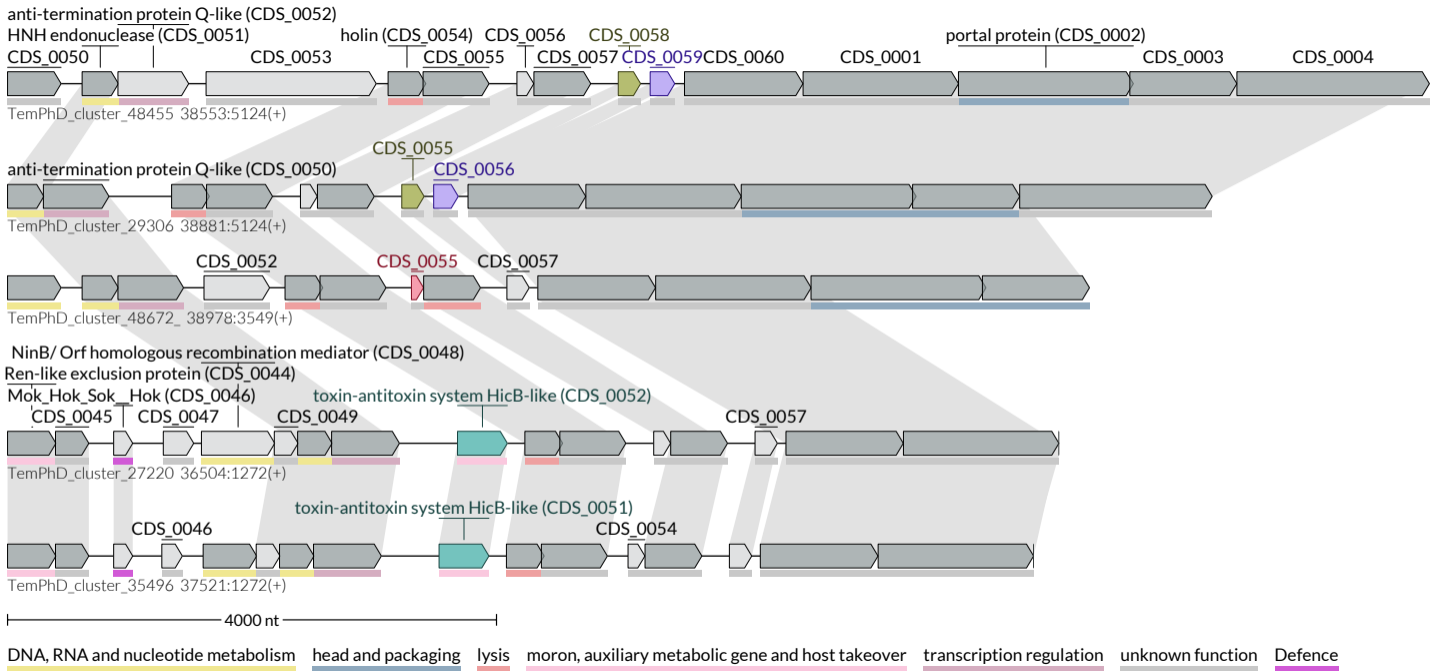 anti-termination protein Q-like (CDS_0052)
HNH endonuclease (CDS_0051) holin (CDS_0054) CDS_0056 CDS_0058 portal protein (CDS_0002)
CDS_0050 CDS_0053 CDS_0055 CDS_0057 CDS_0059 CDS_0060 CDS_0001 CDS_0003 CDS_0004
TemPhD_cluster_48455 38553:5124(+)
CDS_0055
anti-termination protein Q-like (CDS_0050) CDS_0056
TemPhD_cluster_29306 38881:5124(+)
CDS_0052 CDS_0055 CDS_0057
TemPhD_cluster_48672_ 38978:3549(+)
NinB/ Orf homologous recombination mediator (CDS_0048)
Ren-like exclusion protein (CDS_0044)
Mok_Hok_Sok__Hok (CDS_0046) toxin-antitoxin system HicB-like (CDS_0052)
CDS_0045 CDS_0047 CDS_0049 CDS_0057
TemPhD_cluster_27220 36504:1272(+)
toxin-antitoxin system HicB-like (CDS_0051)
CDS_0046 CDS_0054
TemPhD_cluster_35496 37521:1272(+)
4000 nt
DNA, RNA and nucleotide metabolism head and packaging lysis moron, auxiliary metabolic gene and host takeover transcription regulation unknown function Defence